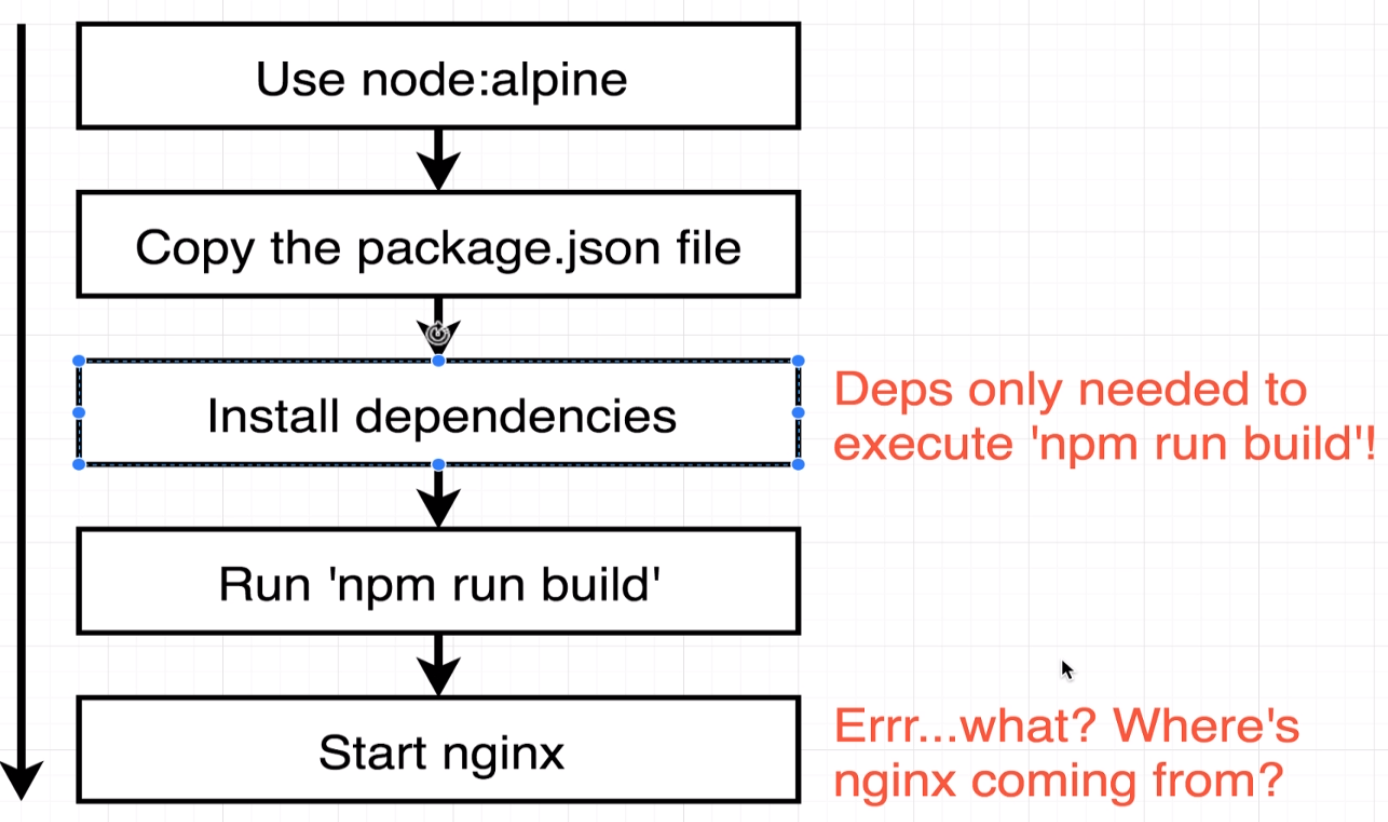 Use node:alpine
Copy the package.json file
Install dependencies
Deps only needed to
execute 'npm run build'!
Run 'npm run build'
Start nginx
Errr...what? Where's
nginx coming from?